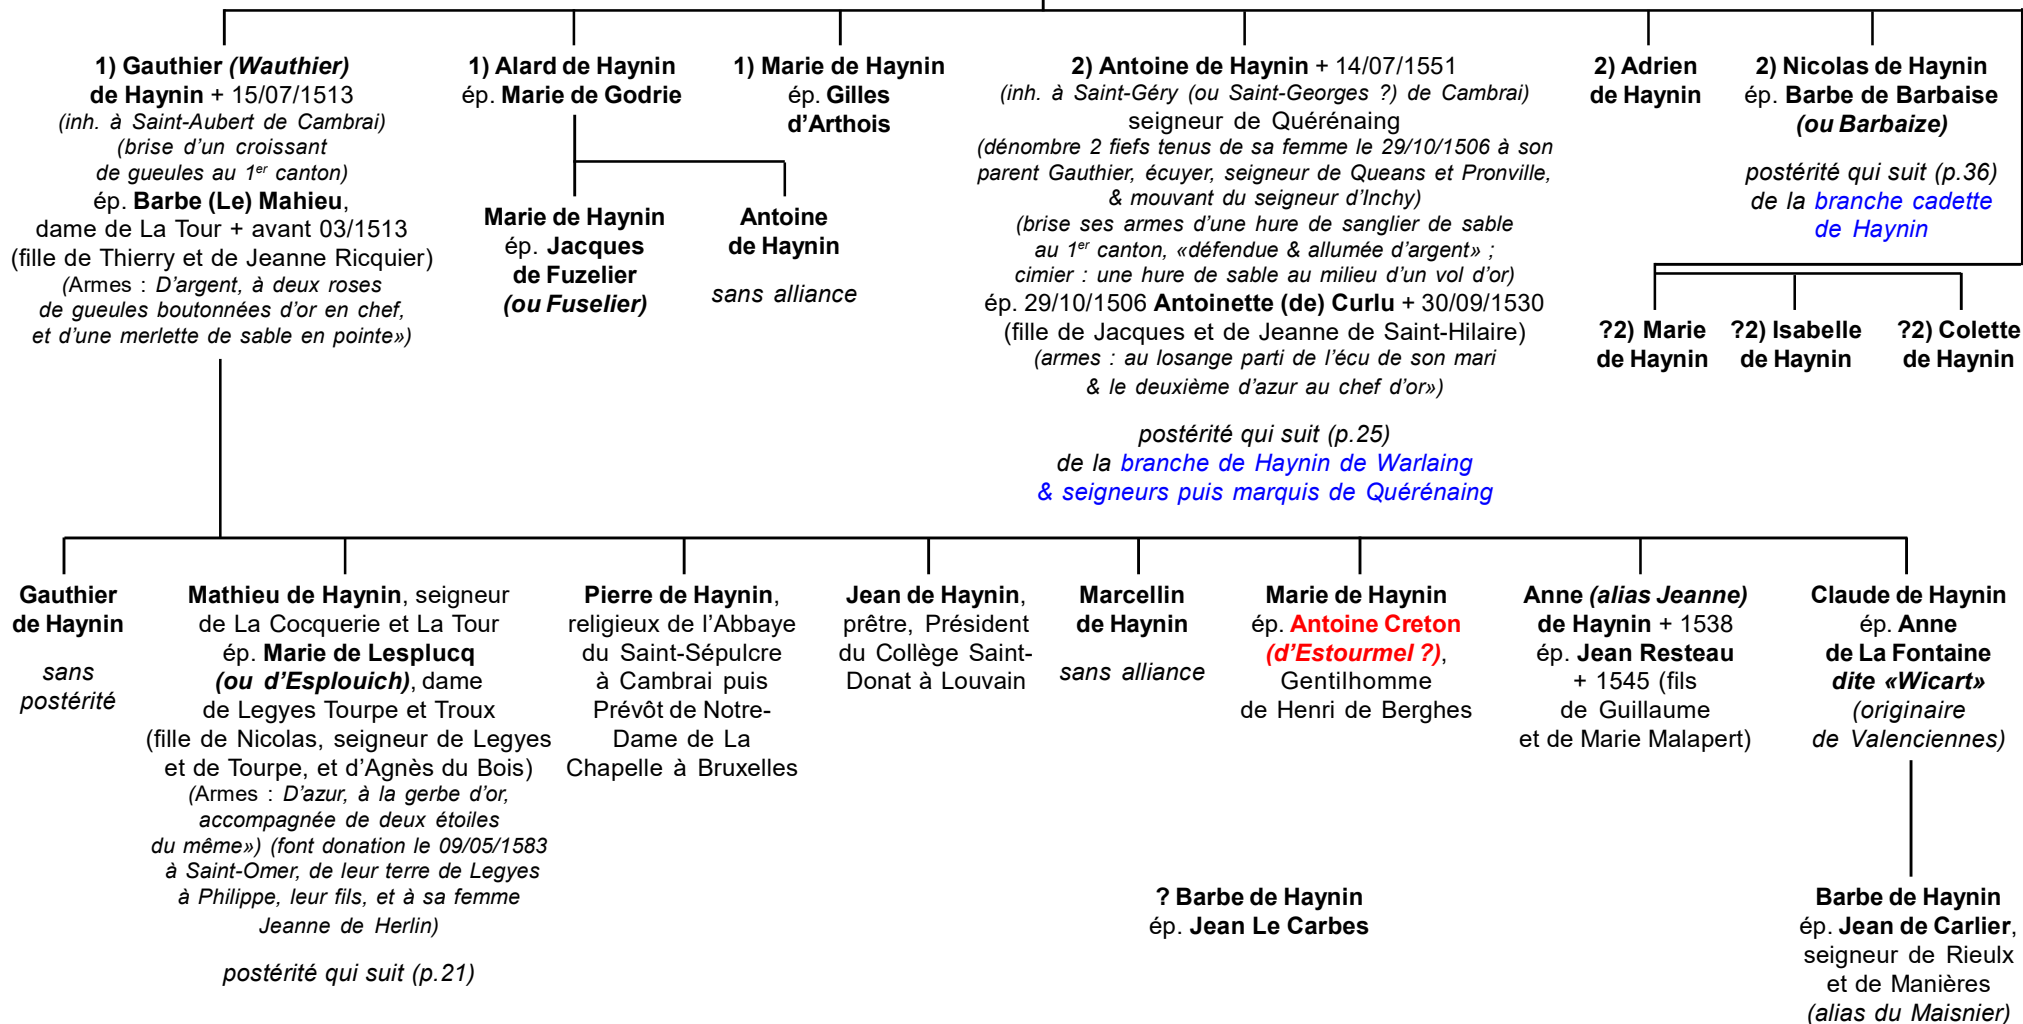 1) Gauthier (Wauthier)
de Haynin + 15/07/1513
(inh. à Saint-Aubert de Cambrai)
(brise d’un croissant
de gueules au 1er canton)
ép. Barbe (Le) Mahieu,
dame de La Tour + avant 03/1513
(fille de Thierry et de Jeanne Ricquier)
(Armes : D’argent, à deux roses
de gueules boutonnées d’or en chef,
et d’une merlette de sable en pointe»)
1) Alard de Haynin
ép. Marie de Godrie
Marie de Haynin
ép. Jacques
de Fuzelier
(ou Fuselier)
Antoine
de Haynin
sans alliance
1) Marie de Haynin
ép. Gilles
d’Arthois
2) Antoine de Haynin + 14/07/1551
(inh. à Saint-Géry (ou Saint-Georges ?) de Cambrai)
seigneur de Quérénaing
(dénombre 2 fiefs tenus de sa femme le 29/10/1506 à son
parent Gauthier, écuyer, seigneur de Queans et Pronville,
& mouvant du seigneur d’Inchy)
(brise ses armes d’une hure de sanglier de sable
au 1er canton, «défendue & allumée d’argent» ;
cimier : une hure de sable au milieu d’un vol d’or)
ép. 29/10/1506 Antoinette (de) Curlu + 30/09/1530
(fille de Jacques et de Jeanne de Saint-Hilaire)
(armes : au losange parti de l’écu de son mari
& le deuxième d’azur au chef d’or»)
postérité qui suit (p.25)
de la branche de Haynin de Warlaing
& seigneurs puis marquis de Quérénaing
2) Adrien
de Haynin
2) Nicolas de Haynin
ép. Barbe de Barbaise
(ou Barbaize)
postérité qui suit (p.36)
de la branche cadette
de Haynin
?2) Marie
de Haynin
?2) Isabelle
de Haynin
?2) Colette
de Haynin
Gauthier
de Haynin
sans
postérité
Mathieu de Haynin, seigneur
de La Cocquerie et La Tour
ép. Marie de Lesplucq
(ou d’Esplouich), dame
de Legyes Tourpe et Troux
(fille de Nicolas, seigneur de Legyes
et de Tourpe, et d’Agnès du Bois)
(Armes : D’azur, à la gerbe d’or,
accompagnée de deux étoiles
du même») (font donation le 09/05/1583
à Saint-Omer, de leur terre de Legyes
à Philippe, leur fils, et à sa femme
Jeanne de Herlin)
postérité qui suit (p.21)
Pierre de Haynin,
religieux de l’Abbaye
du Saint-Sépulcre
à Cambrai puis
Prévôt de Notre-
Dame de La
Chapelle à Bruxelles
Jean de Haynin,
prêtre, Président
du Collège Saint-
Donat à Louvain
Marcellin
de Haynin
sans alliance
Marie de Haynin
ép. Antoine Creton
(d’Estourmel ?),
Gentilhomme
de Henri de Berghes
Anne (alias Jeanne)
de Haynin + 1538
ép. Jean Resteau
+ 1545 (fils
de Guillaume
et de Marie Malapert)
Claude de Haynin
ép. Anne
de La Fontaine
dite «Wicart»
(originaire
de Valenciennes)
? Barbe de Haynin
ép. Jean Le Carbes
Barbe de Haynin
ép. Jean de Carlier,
seigneur de Rieulx
et de Manières
(alias du Maisnier)